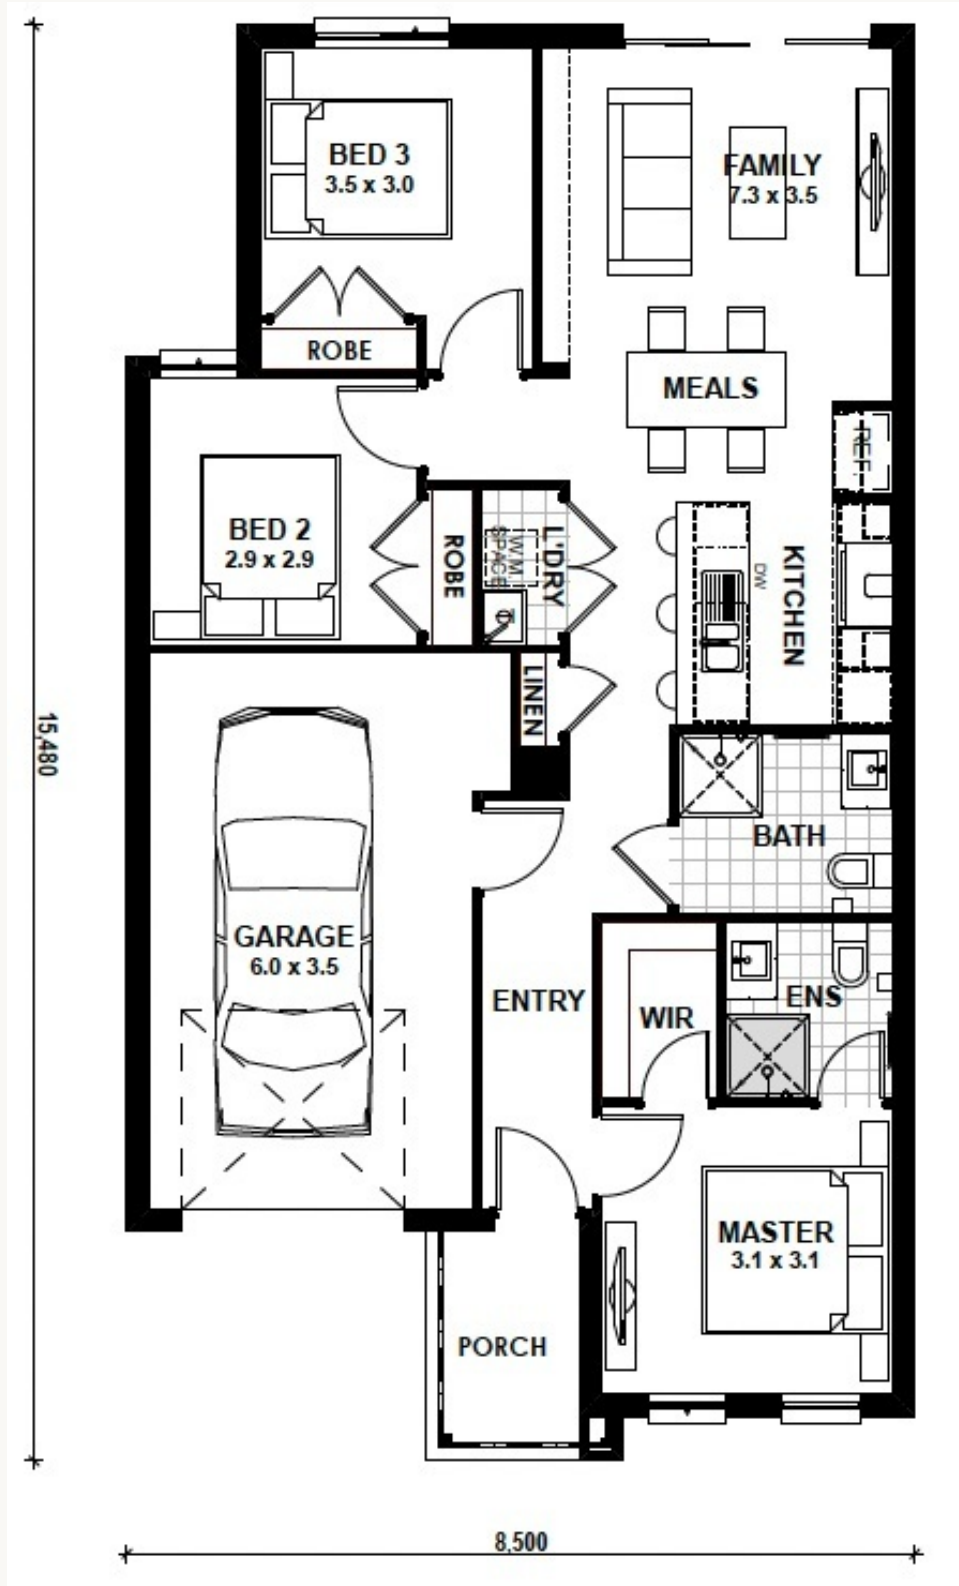 BED 3
3.5 x 3.0
FAMILY
7.3 x 3.5
ROBE
MEALS
REF.
BED 2
2.9 x 2.9
ROBE
W.M.
SPACE
L'DRY
T
DW
KITCHEN
LINEN
15,480
BATH
GARAGE
6.0 x 3.5
ENTRY
WIR
ENS
MASTER
3.1 x 3.1
PORCH
8,500